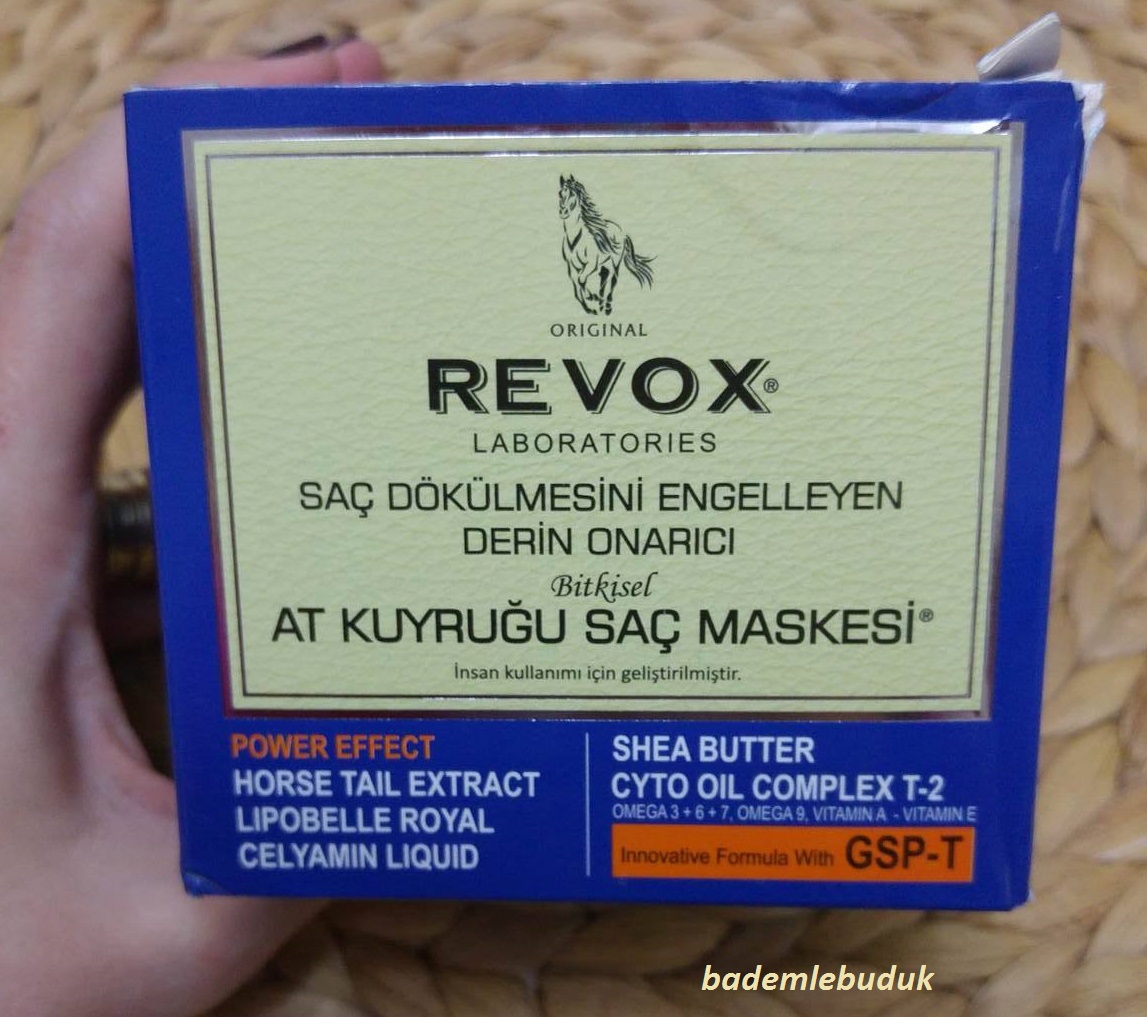 ORIGINAL
REVOX®
LABORATORIES
SAÇ DÖKÜLMESİNİ ENGELLEYEN
DERİN ONARICI
Bitkisel
AT KUYRUĞU SAÇ MASKESİ®
İnsan kullanımı için geliştirilmiştir.
POWER EFFECT
HORSE TAIL EXTRACT
LIPOBELLE ROYAL
CELYAMIN LIQUID
SHEA BUTTER
CYTO OIL COMPLEX T-2
OMEGA 3 + 6 + 7, OMEGA 9, VITAMIN A - VITAMIN E
Innovative Formula With GSP-T
bademlebuduk